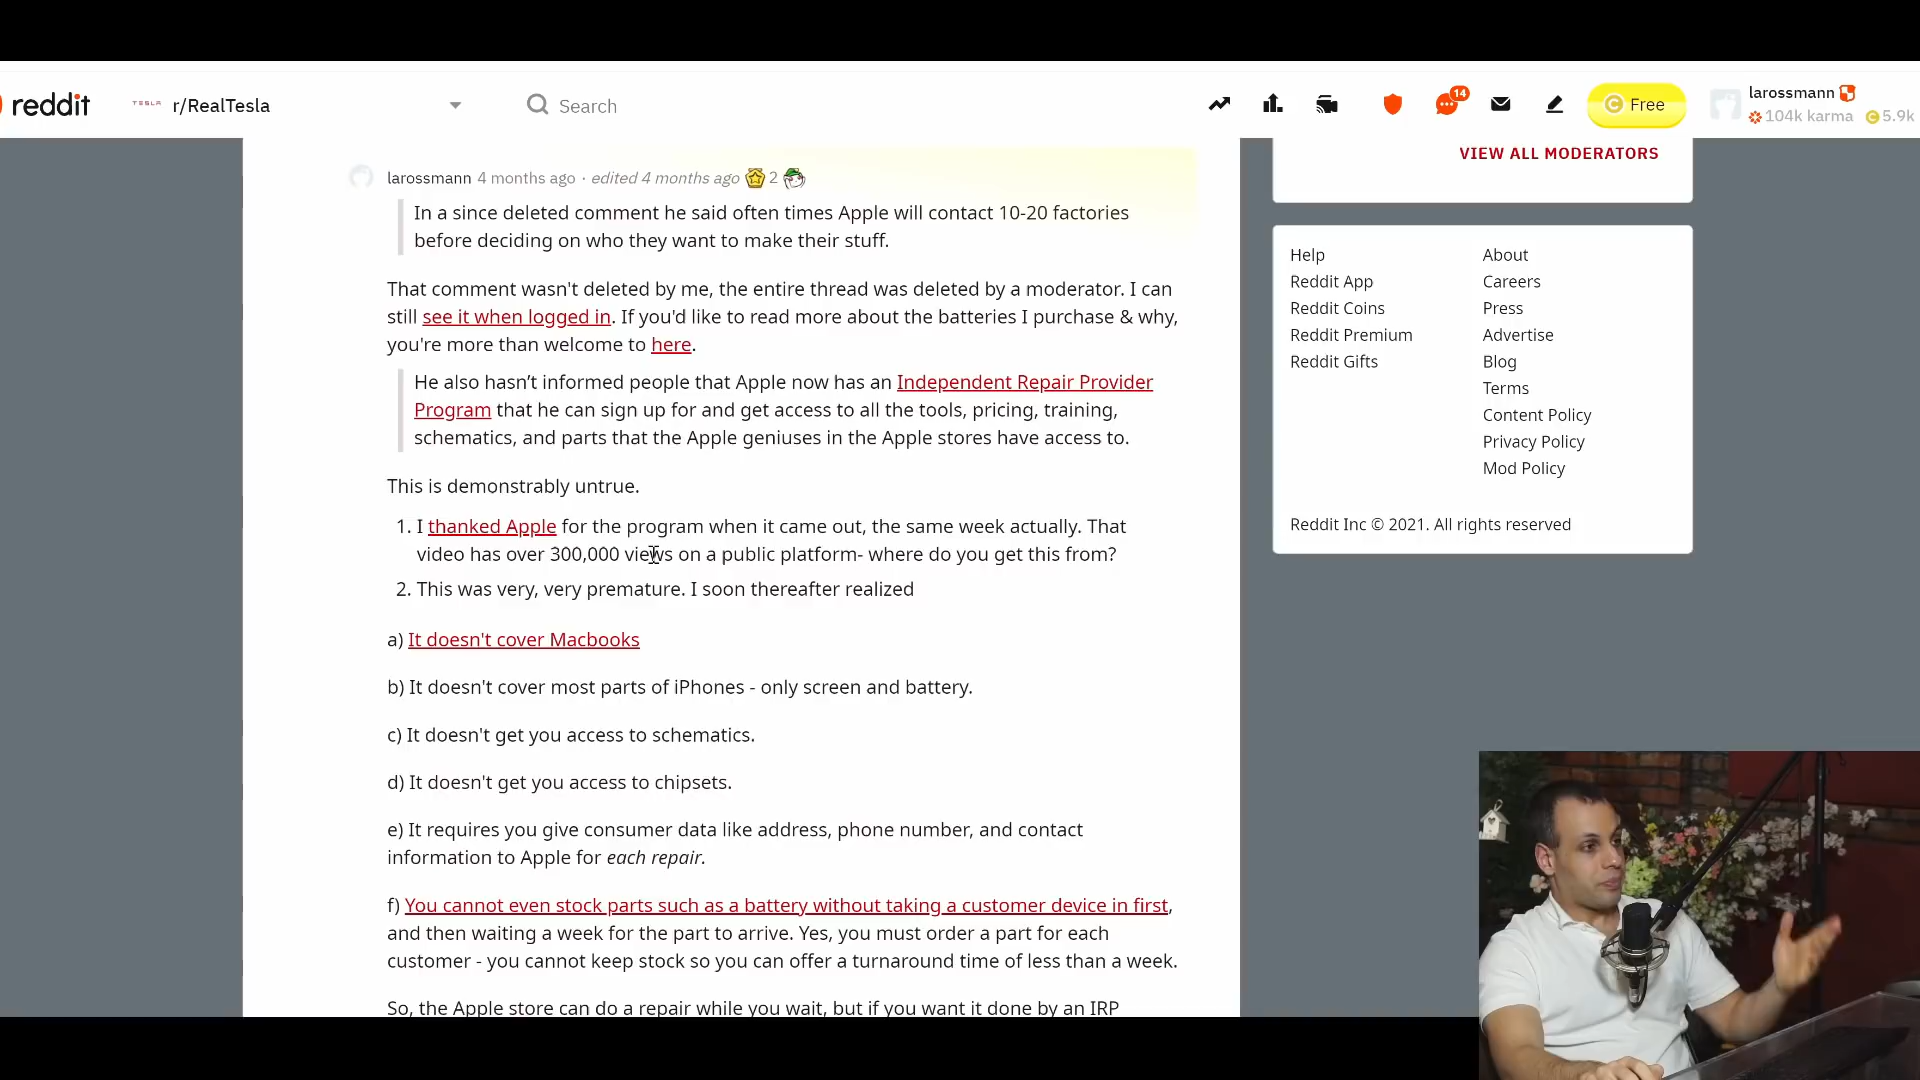 reddit
TESLA
r/RealTesla
Search
14
C Free
larossmann
104k karma
C 5.9k
VIEW ALL MODERATORS
larossmann 4 months ago · edited 4 months ago 2
In a since deleted comment he said often times Apple will contact 10-20 factories
before deciding on who they want to make their stuff.
That comment wasn't deleted by me, the entire thread was deleted by a moderator. I can
still see it when logged in. If you'd like to read more about the batteries I purchase & why,
you're more than welcome to here.
He also hasn’t informed people that Apple now has an Independent Repair Provider
Program that he can sign up for and get access to all the tools, pricing, training,
schematics, and parts that the Apple geniuses in the Apple stores have access to.
This is demonstrably untrue.
1. I thanked Apple for the program when it came out, the same week actually. That
video has over 300,000 views on a public platform- where do you get this from?
2. This was very, very premature. I soon thereafter realized
a) It doesn't cover Macbooks
b) It doesn't cover most parts of iPhones - only screen and battery.
c) It doesn't get you access to schematics.
d) It doesn't get you access to chipsets.
e) It requires you give consumer data like address, phone number, and contact
information to Apple for each repair.
f) You cannot even stock parts such as a battery without taking a customer device in first,
and then waiting a week for the part to arrive. Yes, you must order a part for each
customer - you cannot keep stock so you can offer a turnaround time of less than a week.
So, the Apple store can do a repair while you wait, but if you want it done by an IRP
Help
Reddit App
Reddit Coins
Reddit Premium
Reddit Gifts
About
Careers
Press
Advertise
Blog
Terms
Content Policy
Privacy Policy
Mod Policy
Reddit Inc © 2021. All rights reserved